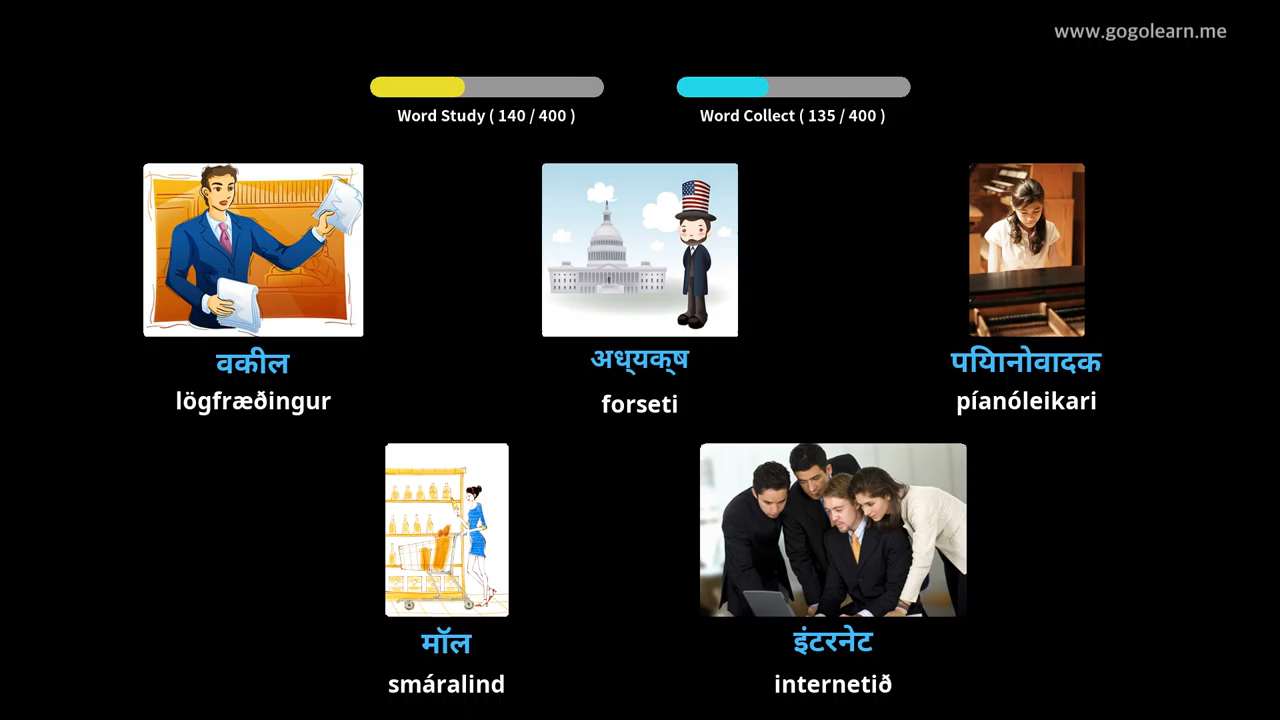 www.gogolearn.me
Word Study ( 140 / 400 )
Word Collect ( 135 / 400 )
वकील
lögfræðingur
अध्यक्ष
forseti
पियानोवादक
píanóleikari
मॉल
smáralind
इंटरनेट
internetið